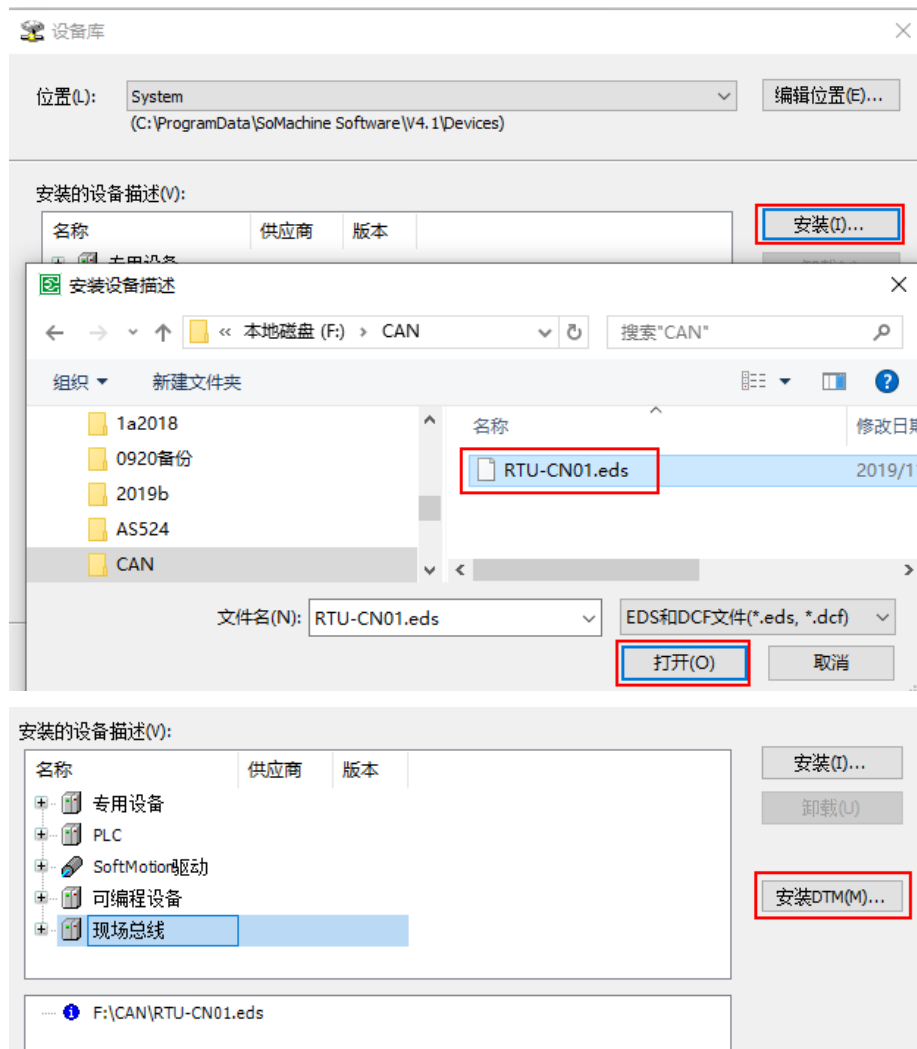 设备库
位置(L): System 编辑位置(E)...
(C:\ProgramData\SoMachine Software\V4.1\Devices)
安装的设备描述(V):
名称 供应商 版本 安装(I)...
专用设备
安装设备描述
« 本地磁盘 (F:) › CAN 搜索"CAN"
组织 新建文件夹
1a2018 名称 修改日期
0920备份 RTU-CN01.eds 2019/1
2019b
AS524
CAN
文件名(N): RTU-CN01.eds EDS和DCF文件(*.eds, *.dcf)
打开(O) 取消
安装的设备描述(V):
名称 供应商 版本 安装(I)...
专用设备 卸载(U)
PLC
SoftMotion驱动
可编程设备 安装DTM(M)...
现场总线
F:\CAN\RTU-CN01.eds